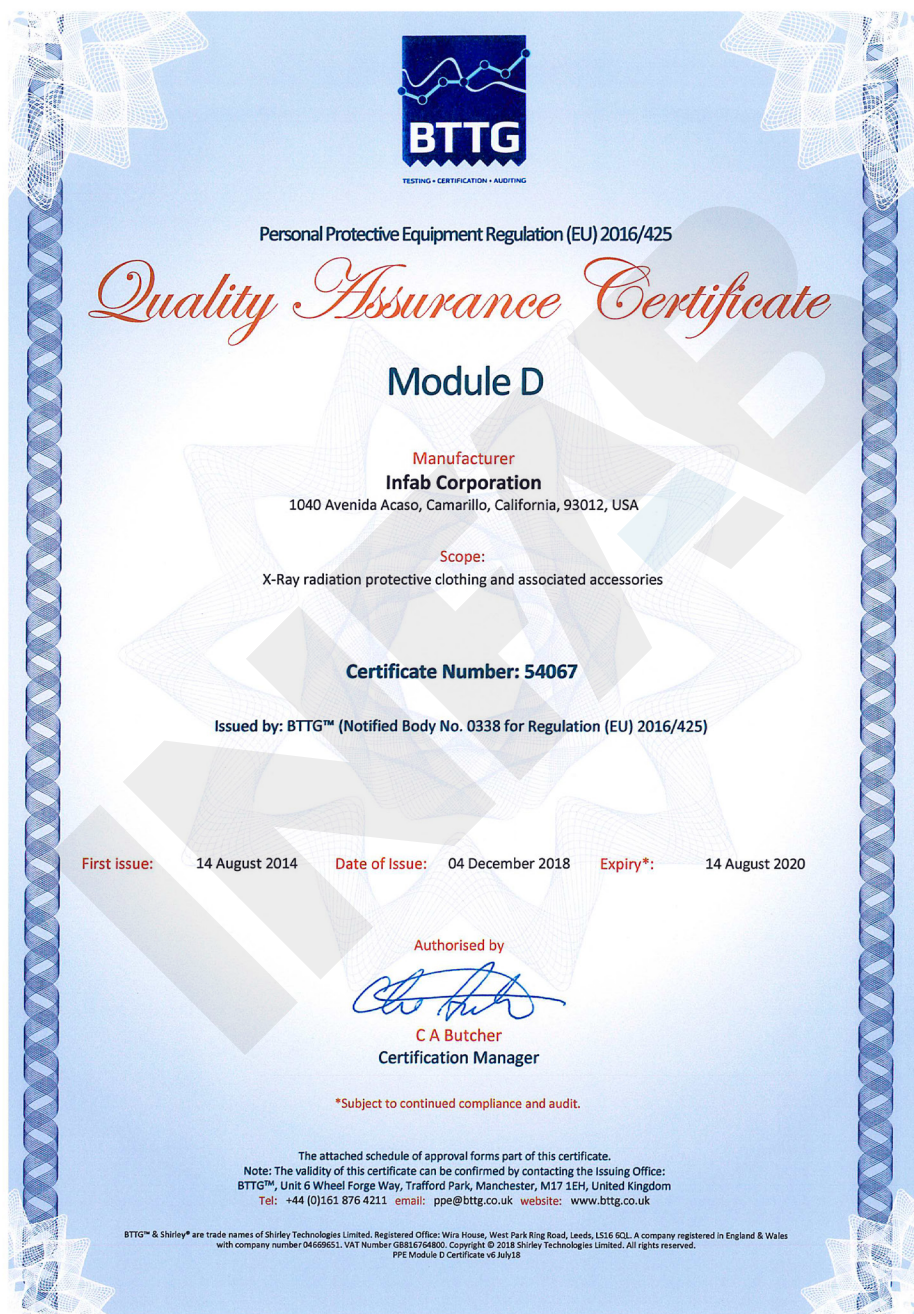 BTTG
TESTING • CERTIFICATION • AUDITING
Personal Protective Equipment Regulation (EU) 2016/425
Quality Assurance Certificate
Module D
Manufacturer
Infab Corporation
1040 Avenida Acaso, Camarillo, California, 93012, USA
Scope:
X-Ray radiation protective clothing and associated accessories
Certificate Number: 54067
Issued by: BTTG™ (Notified Body No. 0338 for Regulation (EU) 2016/425)
First issue: 14 August 2014 Date of Issue: 04 December 2018 Expiry*: 14 August 2020
Authorised by
C A Butcher
Certification Manager
*Subject to continued compliance and audit.
The attached schedule of approval forms part of this certificate.
Note: The validity of this certificate can be confirmed by contacting the Issuing Office:
BTTG™, Unit 6 Wheel Forge Way, Trafford Park, Manchester, M17 1EH, United Kingdom
Tel: +44 (0)161 876 4211 email: ppe@bttg.co.uk website: www.bttg.co.uk
BTTG™ & Shirley® are trade names of Shirley Technologies Limited. Registered Office: Wira House, West Park Ring Road, Leeds, LS16 6QL. A company registered in England & Wales
with company number 04669651. VAT Number GB816764800. Copyright © 2018 Shirley Technologies Limited. All rights reserved.
PPE Module D Certificate v6 July18
INFAB